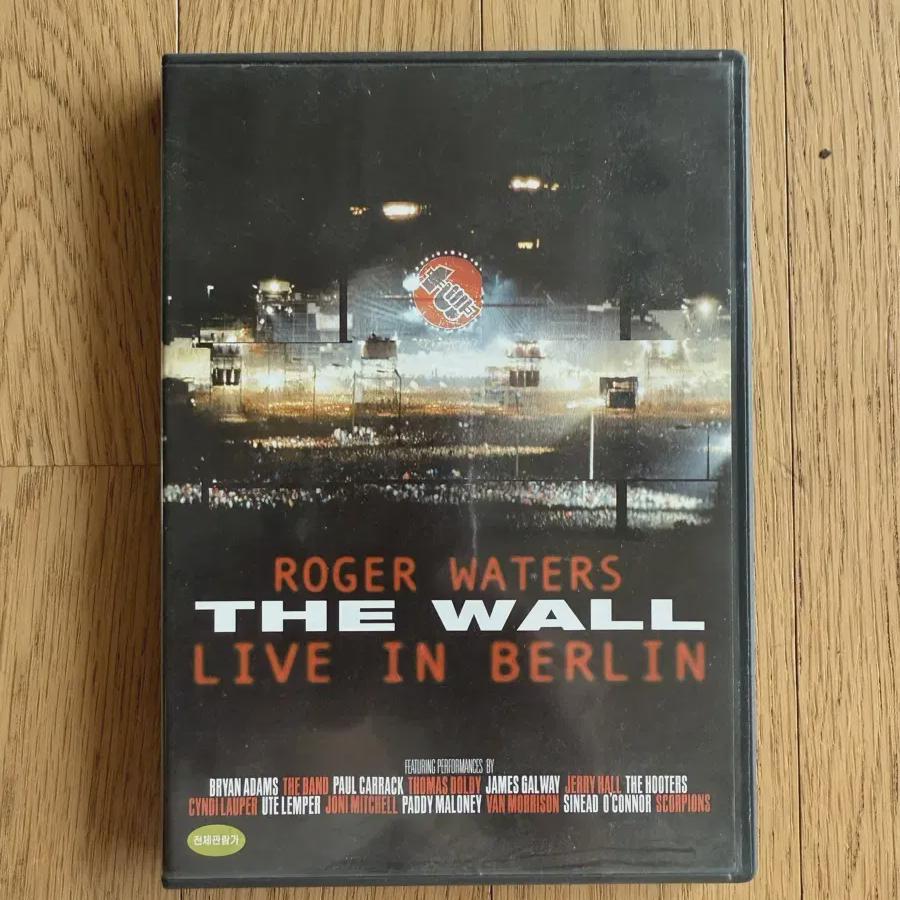 ROGER WATERS
THE WALL
LIVE IN BERLIN
FEATURING PERFORMANCES BY
BRYAN ADAMS THE BAND PAUL CARRACK THOMAS DOLBY JAMES GALWAY JERRY HALL THE HOOTERS
CYNDI LAUPER UTE LEMPER JONI MITCHELL PADDY MALONEY VAN MORRISON SINEAD O'CONNOR SCORPIONS
전체관람가